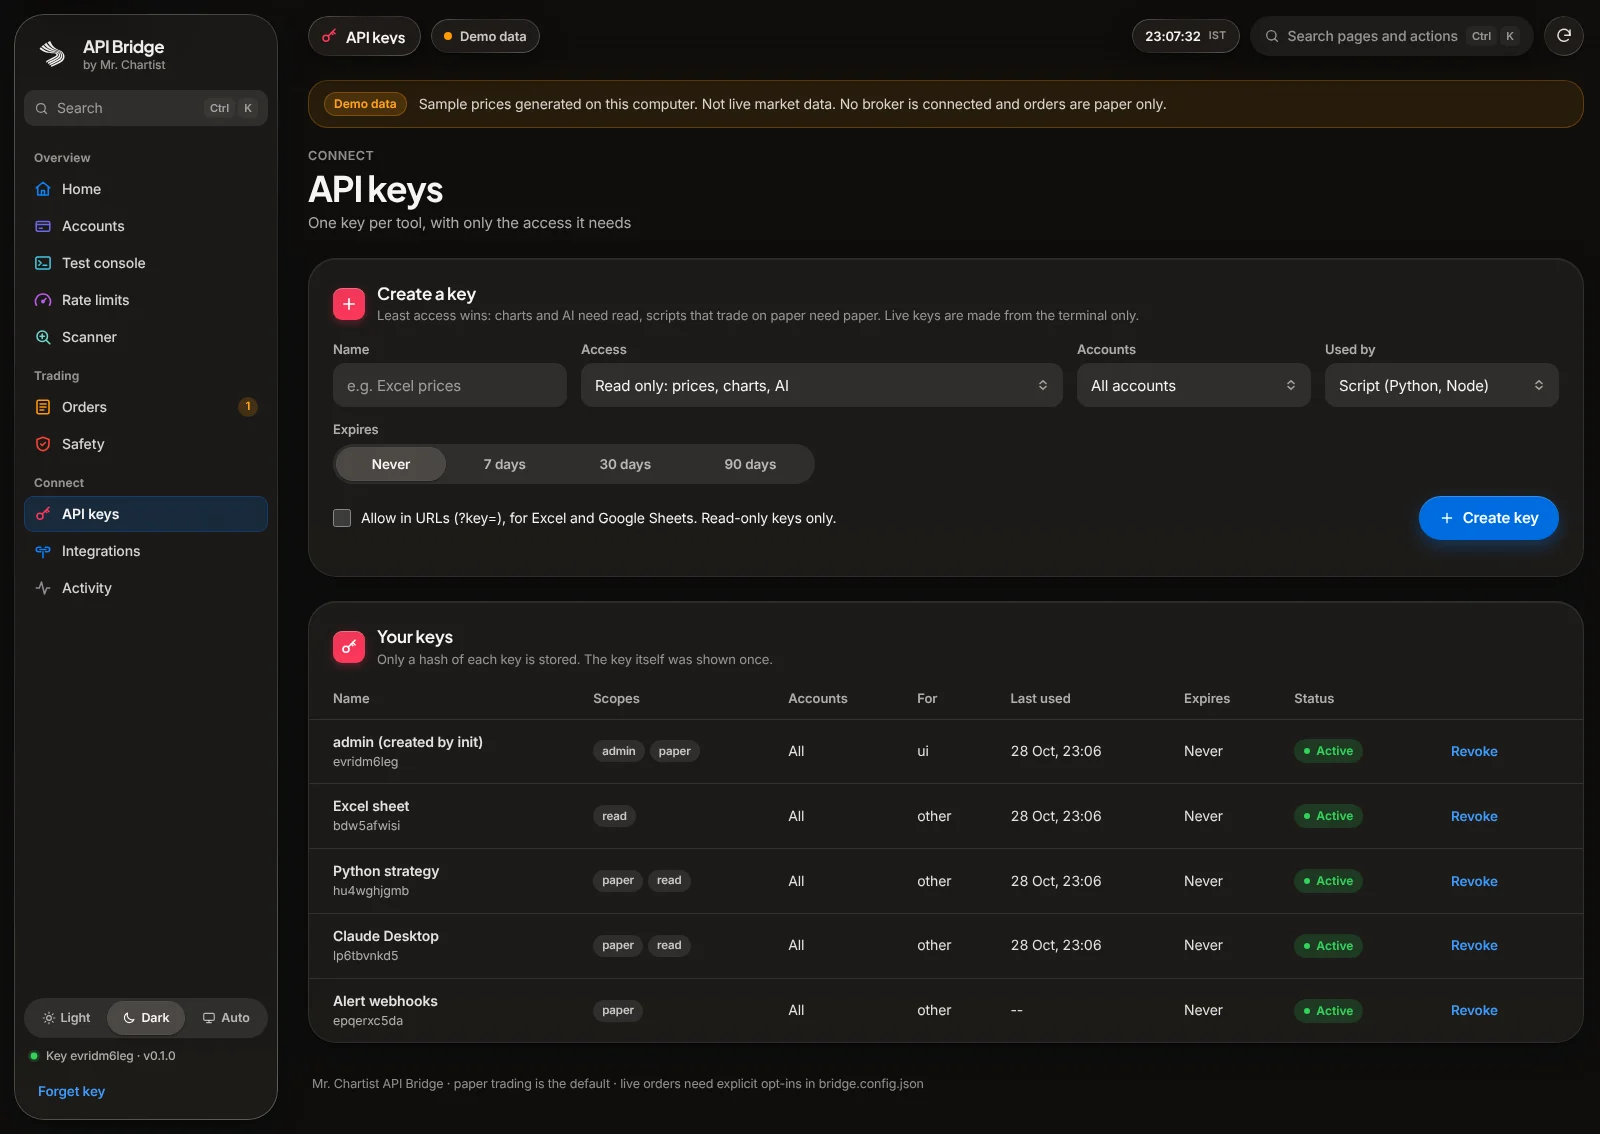 API Bridge
by Mr. Chartist
Search Ctrl K
Overview
Home
Accounts
Test console
Rate limits
Scanner
Trading
Orders 1
Safety
Connect
API keys
Integrations
Activity
Light Dark Auto
Key evridm6leg · v0.1.0
Forget key
API keys Demo data 23:07:32 IST Search pages and actions Ctrl K
Demo data Sample prices generated on this computer. Not live market data. No broker is connected and orders are paper only.
CONNECT
API keys
One key per tool, with only the access it needs
Create a key
Least access wins: charts and AI need read, scripts that trade on paper need paper. Live keys are made from the terminal only.
Name Access Accounts Used by
e.g. Excel prices Read only: prices, charts, AI All accounts Script (Python, Node)
Expires
Never 7 days 30 days 90 days
Allow in URLs (?key=), for Excel and Google Sheets. Read-only keys only. + Create key
Your keys
Only a hash of each key is stored. The key itself was shown once.
Name Scopes Accounts For Last used Expires Status
admin (created by init)
evridm6leg
admin paper All ui 28 Oct, 23:06 Never Active Revoke
Excel sheet
bdw5afwisi
read All other 28 Oct, 23:06 Never Active Revoke
Python strategy
hu4wghjgmb
paper read All other 28 Oct, 23:06 Never Active Revoke
Claude Desktop
lp6tbvnkd5
paper read All other 28 Oct, 23:06 Never Active Revoke
Alert webhooks
epqerxc5da
paper All other -- Never Active Revoke
Mr. Chartist API Bridge · paper trading is the default · live orders need explicit opt-ins in bridge.config.json